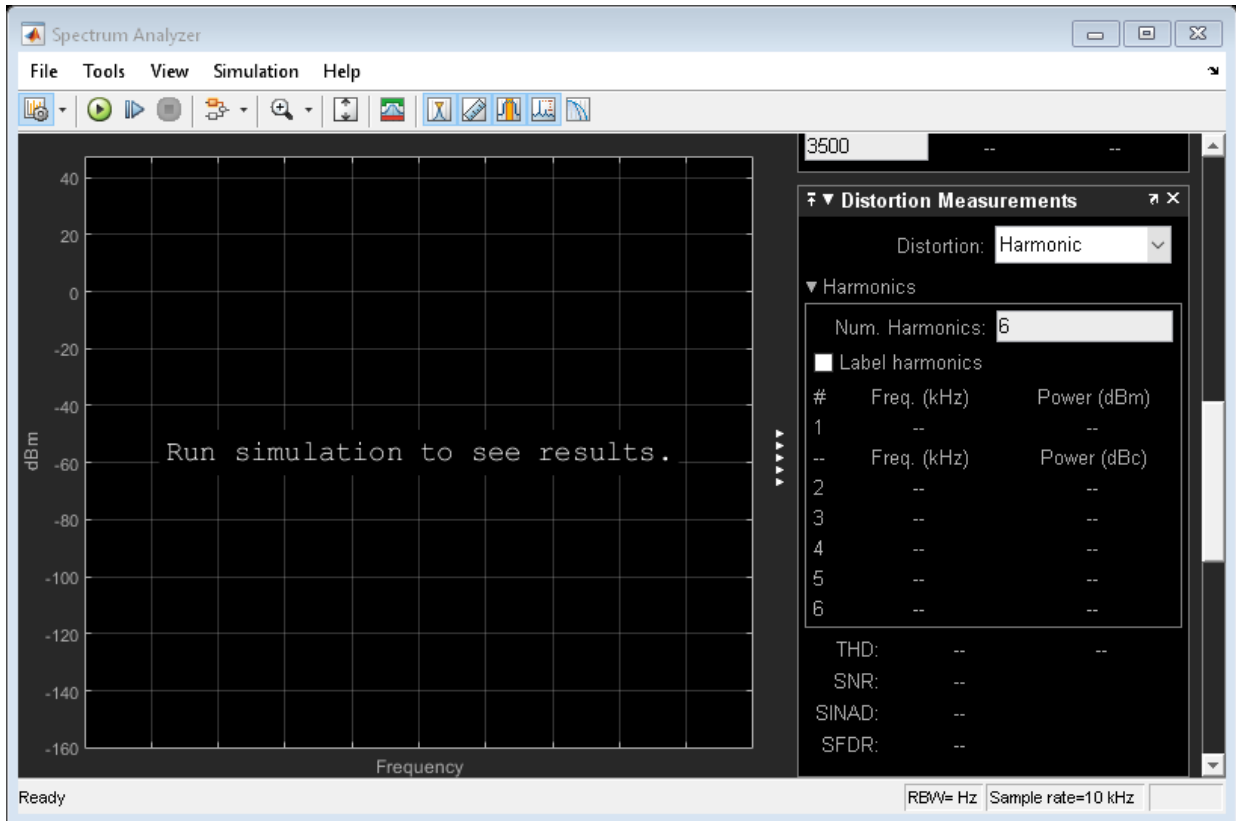 Spectrum Analyzer
File Tools View Simulation Help
3500 -- --
Distortion Measurements
Distortion: Harmonic
Harmonics
Num. Harmonics: 6
Label harmonics
# Freq. (kHz) Power (dBm)
1 -- --
-- Freq. (kHz) Power (dBc)
2 -- --
3 -- --
4 -- --
5 -- --
6 -- --
THD: -- --
SNR: --
SINAD: --
SFDR: --
40
20
0
-20
-40
-60
-80
-100
-120
-140
-160
dBm
Run simulation to see results.
Frequency
Ready RBW= Hz Sample rate=10 kHz